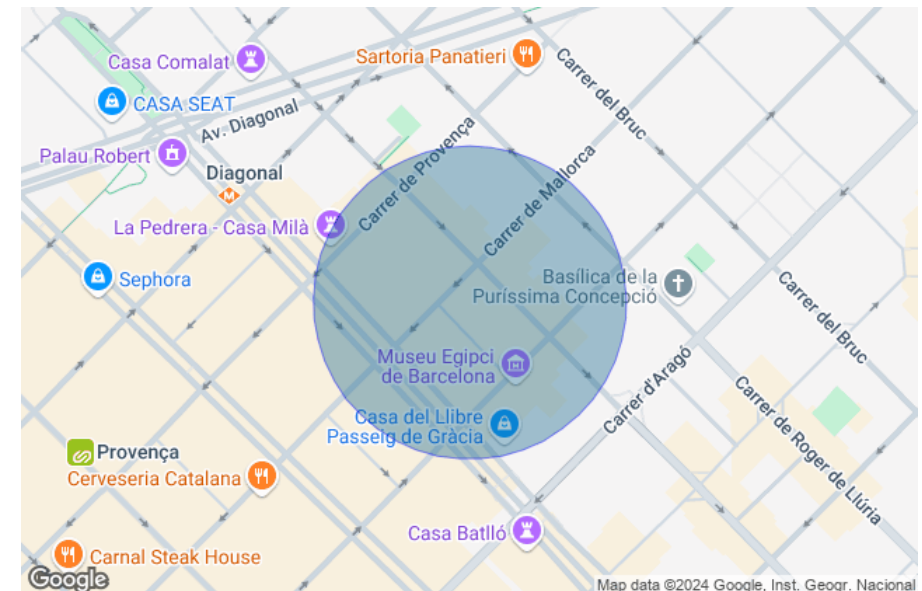 Sartoria Panatieri
Casa Comalat
Carrer del Bruc
CASA SEAT
Av. Diagonal
Palau Robert
Diagonal
Carrer de Provença
Carrer de Mallorca
La Pedrera - Casa Milà
Sephora
Basílica de la
Puríssima Concepció
Carrer del Bruc
Museu Egipci
de Barcelona
Carrer d'Aragó
Casa del Llibre
Passeig de Gràcia
Carrer de Roger de Llúria
Provença
Cerveseria Catalana
Casa Batlló
Carnal Steak House
Google
Map data ©2024 Google, Inst. Geogr. Nacional